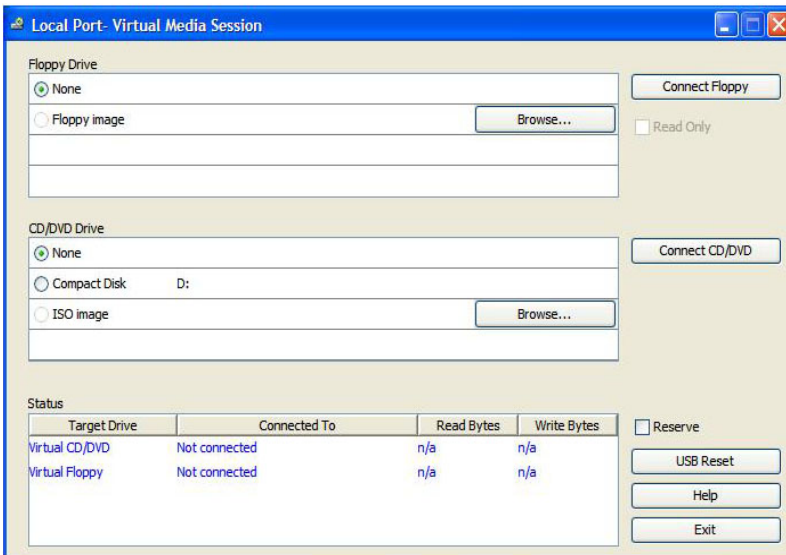 Local Port- Virtual Media Session
Floppy Drive
None
Connect Floppy
Floppy image
Browse...
Read Only
CD/DVD Drive
None
Connect CD/DVD
Compact Disk D:
ISO image
Browse...
Status
Target Drive Connected To Read Bytes Write Bytes
Reserve
Virtual CD/DVD Not connected n/a n/a
USB Reset
Virtual Floppy Not connected n/a n/a
Help
Exit